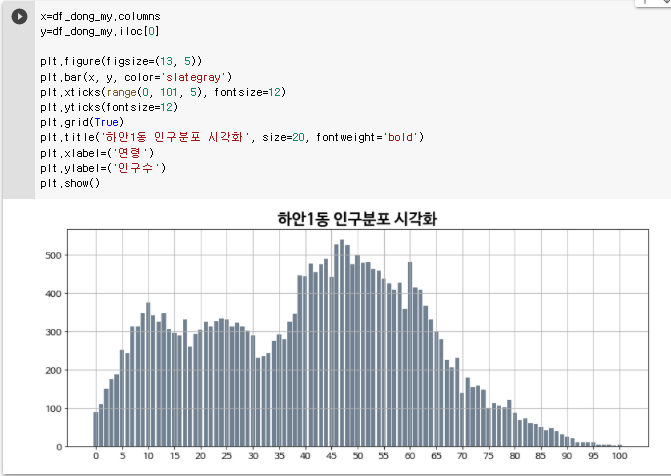 x=df_dong_my.columns
y=df_dong_my.iloc[0]
plt.figure(figsize=(13, 5))
plt.bar(x, y, color='slategray')
plt.xticks(range(0, 101, 5), fontsize=12)
plt.yticks(fontsize=12)
plt.grid(True)
plt.title('하안1동 인구분포 시각화', size=20, fontweight='bold')
plt.xlabel=('연령')
plt.ylabel=('인구수')
plt.show()
하안1동 인구분포 시각화
500
400
300
200
100
0
0 5 10 15 20 25 30 35 40 45 50 55 60 65 70 75 80 85 90 95 100